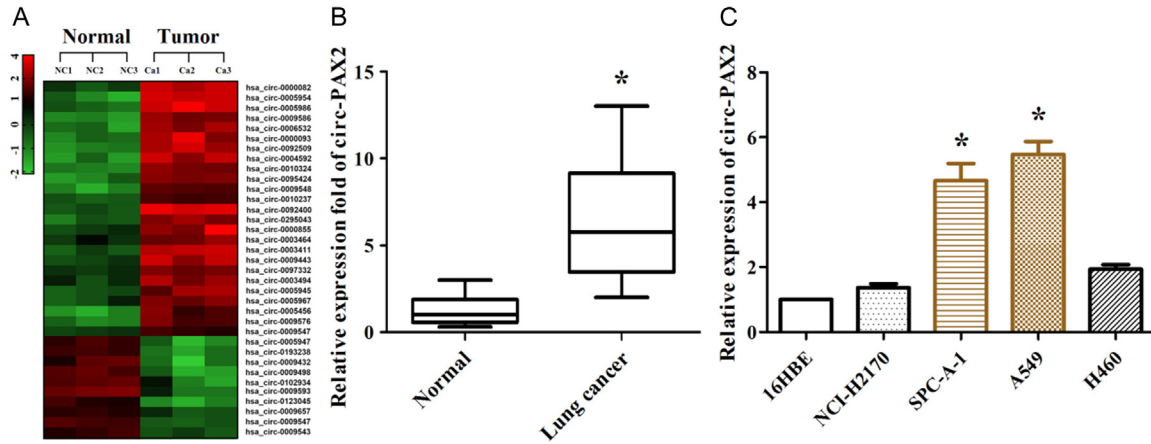 A
Normal Tumor
NC1 NC2 NC3 Ca1 Ca2 Ca3
4
2
1
0
-1
-2
hsa_circ-0000082
hsa_circ-0005954
hsa_circ-0005986
hsa_circ-0009586
hsa_circ-0006532
hsa_circ-0000093
hsa_circ-0092509
hsa_circ-0004592
hsa_circ-0010324
hsa_circ-0095424
hsa_circ-0009548
hsa_circ-0010237
hsa_circ-0092400
hsa_circ-0295043
hsa_circ-0000855
hsa_circ-0003464
hsa_circ-0003411
hsa_circ-0009443
hsa_circ-0097332
hsa_circ-0003494
hsa_circ-0005945
hsa_circ-0005967
hsa_circ-0005456
hsa_circ-0009576
hsa_circ-0009547
hsa_circ-0005947
hsa_circ-0193238
hsa_circ-0009432
hsa_circ-0009498
hsa_circ-0102934
hsa_circ-0009593
hsa_circ-0123045
hsa_circ-0009657
hsa_circ-0009547
hsa_circ-0009543
B
Relative expression fold of circ-PAX2
15
10
5
0
*
Normal
Lung cancer
C
Relative expression of circ-PAX2
8
6
4
2
0
*
*
16HBE
NCI-H2170
SPC-A-1
A549
H460